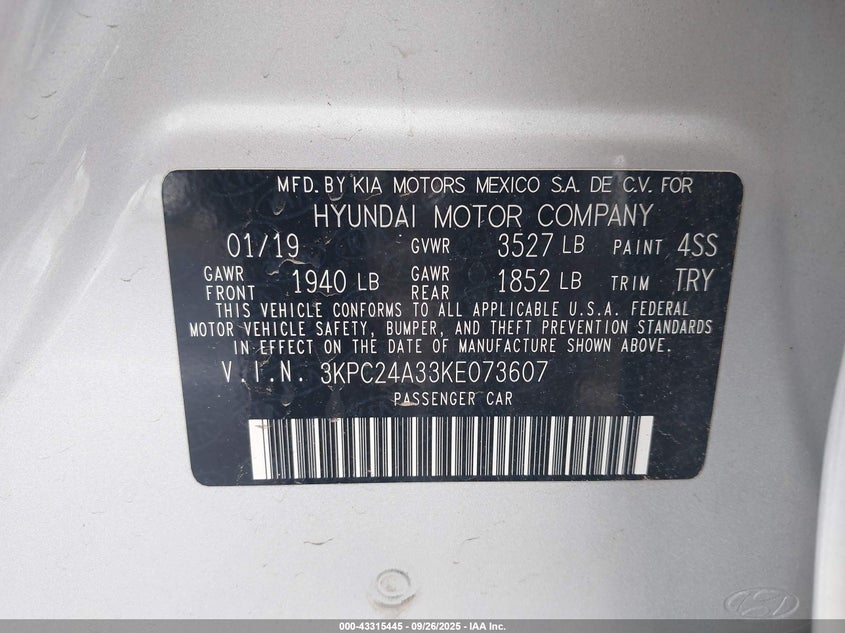 MFD. BY KIA MOTORS MEXICO S.A. DE C.V. FOR
HYUNDAI MOTOR COMPANY
01/19 GVWR 3527 LB PAINT 4SS
GAWR FRONT 1940 LB GAWR REAR 1852 LB TRIM TRY
THIS VEHICLE CONFORMS TO ALL APPLICABLE U.S.A. FEDERAL
MOTOR VEHICLE SAFETY, BUMPER, AND THEFT PREVENTION STANDARDS
IN EFFECT ON THE DATE OF MANUFACTURE SHOWN ABOVE.
V.I.N. 3KPC24A33KE073607
PASSENGER CAR
000-43315445 - 09/26/2025 - IAA Inc.